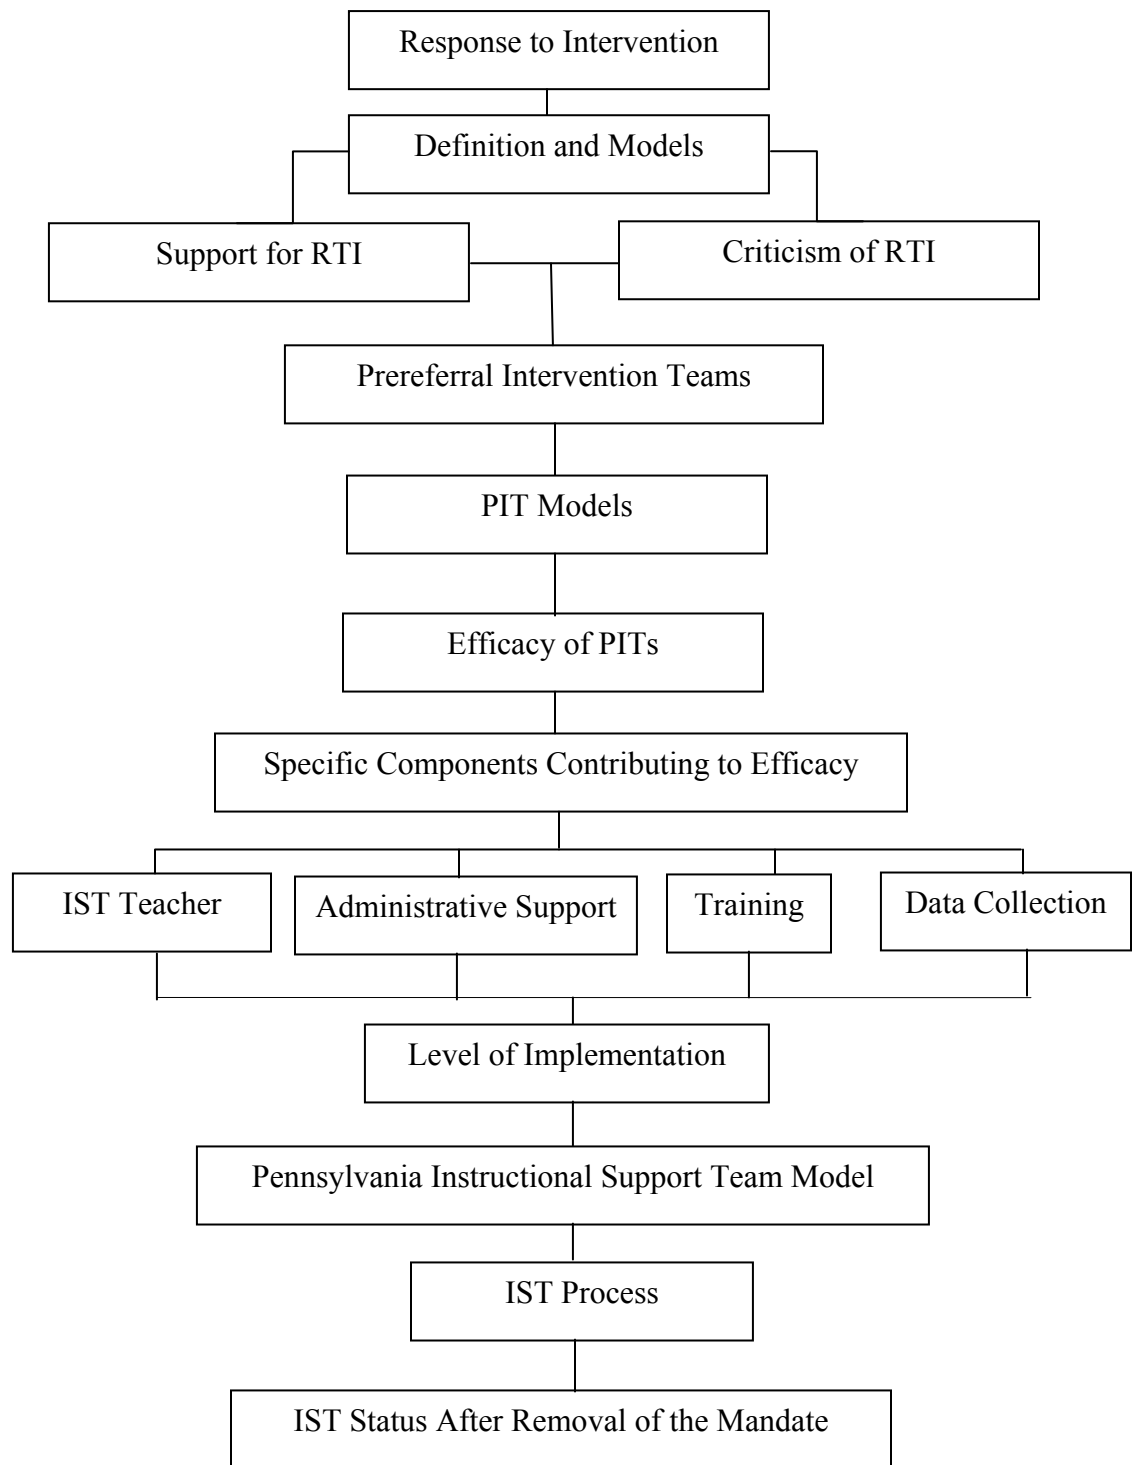 Response to Intervention
Definition and Models
Support for RTI
Criticism of RTI
Prereferral Intervention Teams
PIT Models
Efficacy of PITs
Specific Components Contributing to Efficacy
IST Teacher
Administrative Support
Training
Data Collection
Level of Implementation
Pennsylvania Instructional Support Team Model
IST Process
IST Status After Removal of the Mandate